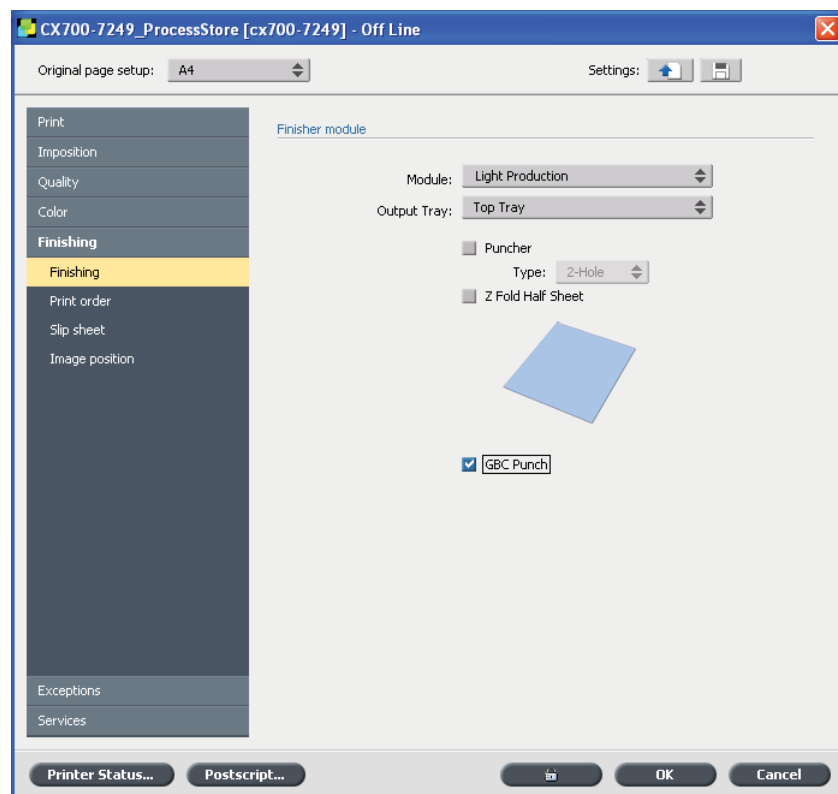 CX700-7249_ProcessStore [cx700-7249] - Off Line
Original page setup: A4 Settings:
Print
Imposition
Quality
Color
Finishing
Finishing
Print order
Slip sheet
Image position
Exceptions
Services
Finisher module
Module: Light Production
Output Tray: Top Tray
Puncher
Type: 2-Hole
Z Fold Half Sheet
GBC Punch
Printer Status... Postscript... OK Cancel